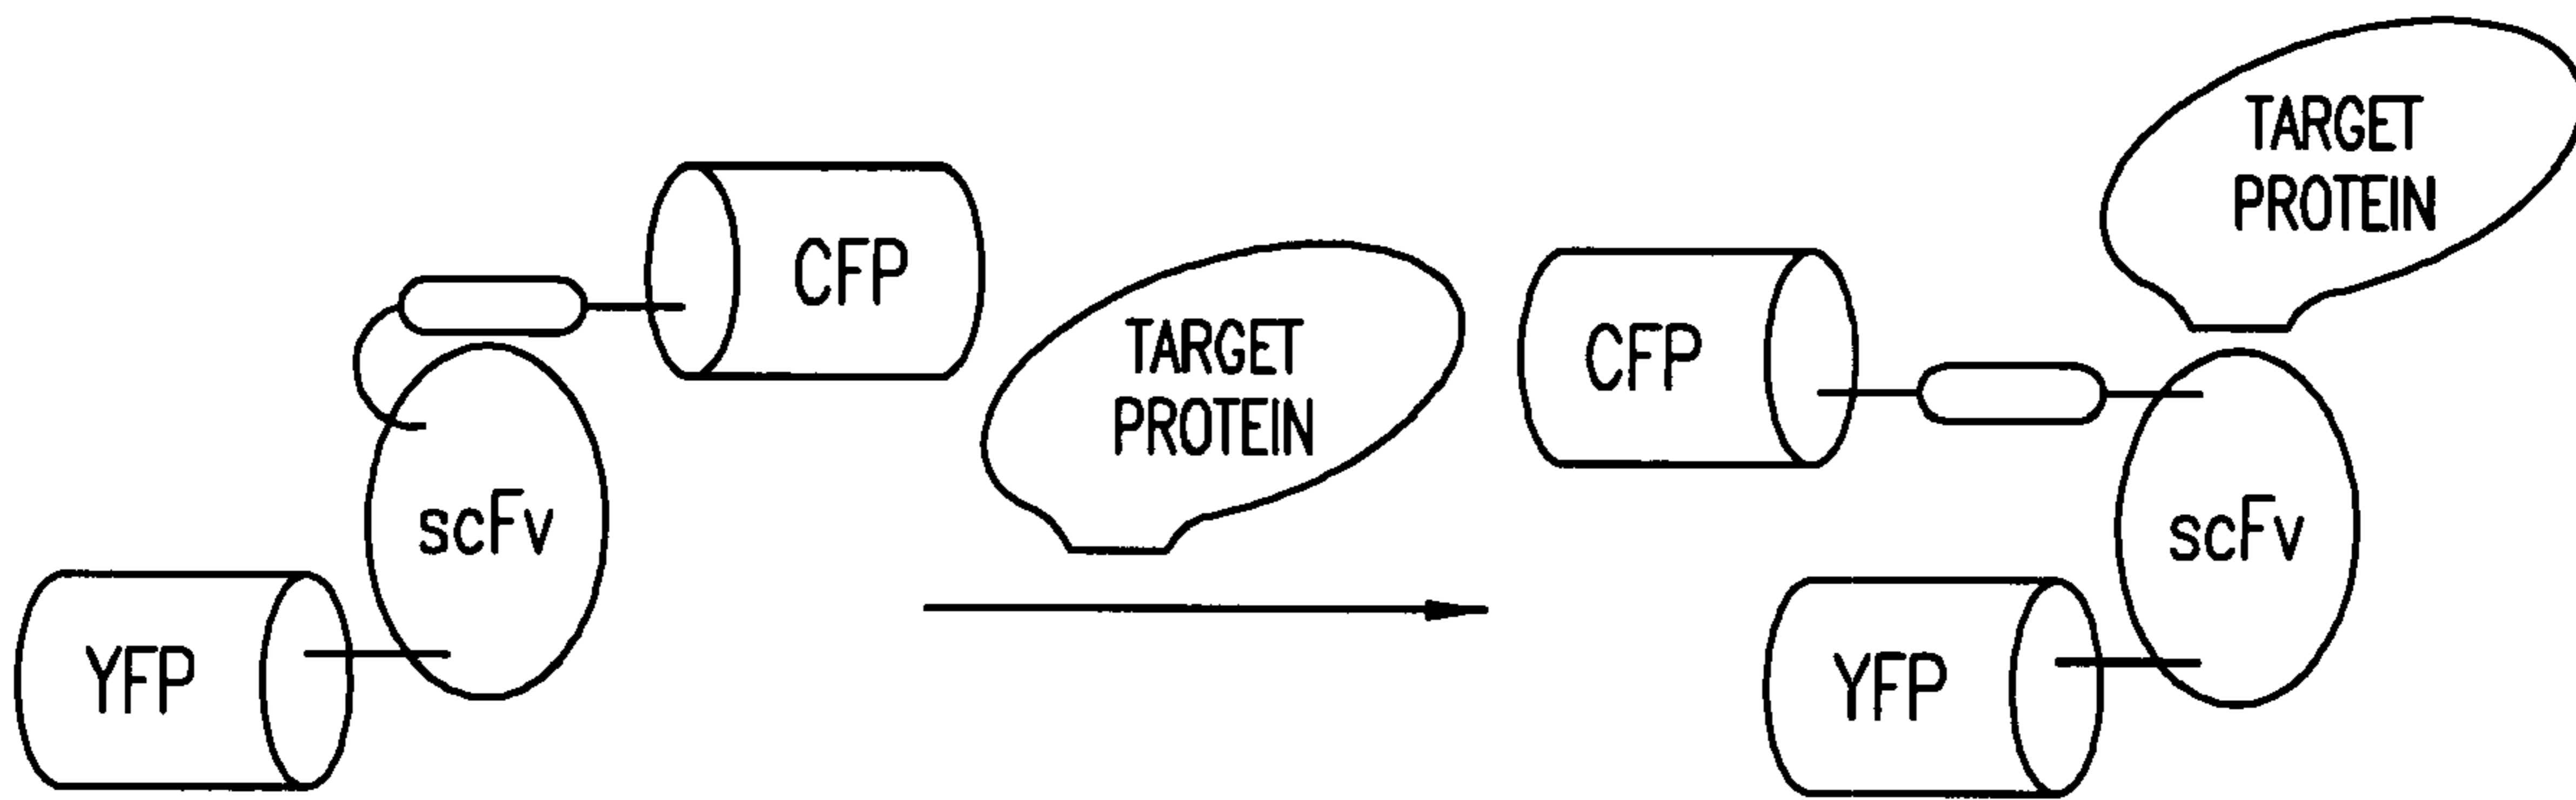 CFP
TARGET
PROTEIN
scFv
YFP
TARGET
PROTEIN
CFP
scFv
YFP